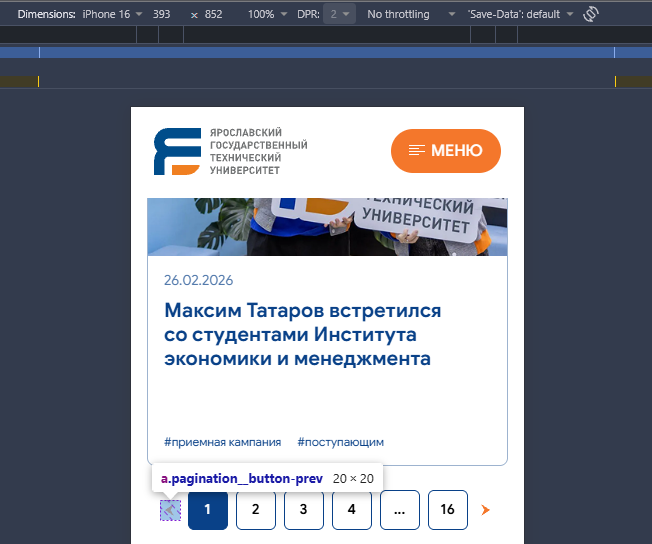 Dimensions: iPhone 16 393 × 852 100% DPR: 2 No throttling 'Save-Data': default
ЯРОСЛАВСКИЙ
ГОСУДАРСТВЕННЫЙ
ТЕХНИЧЕСКИЙ
УНИВЕРСИТЕТ
МЕНЮ
ТЕХНИЧЕСКИЙ
УНИВЕРСИТЕТ
26.02.2026
Максим Татаров встретился
со студентами Института
экономики и менеджмента
#приемная кампания #поступающим
a.pagination__button-prev 20 × 20
1 2 3 4 ... 16